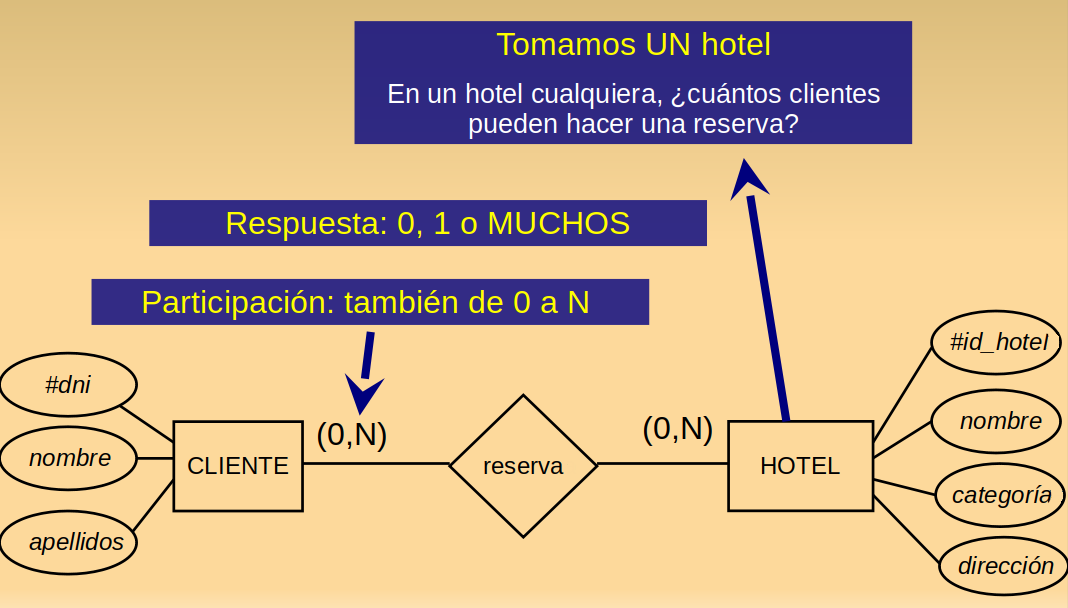 Tomamos UN hotel
En un hotel cualquiera, ¿cuántos clientes
pueden hacer una reserva?
Respuesta: 0, 1 o MUCHOS
Participación: también de 0 a N
#dni
nombre
apellidos
CLIENTE
(0,N)
reserva
(0,N)
HOTEL
#id_hotel
nombre
categoría
dirección